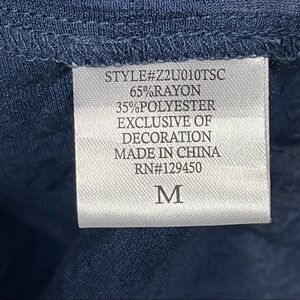 STYLE#Z2U010TSC
65%RAYON
35%POLYESTER
EXCLUSIVE OF
DECORATION
MADE IN CHINA
RN#129450
M